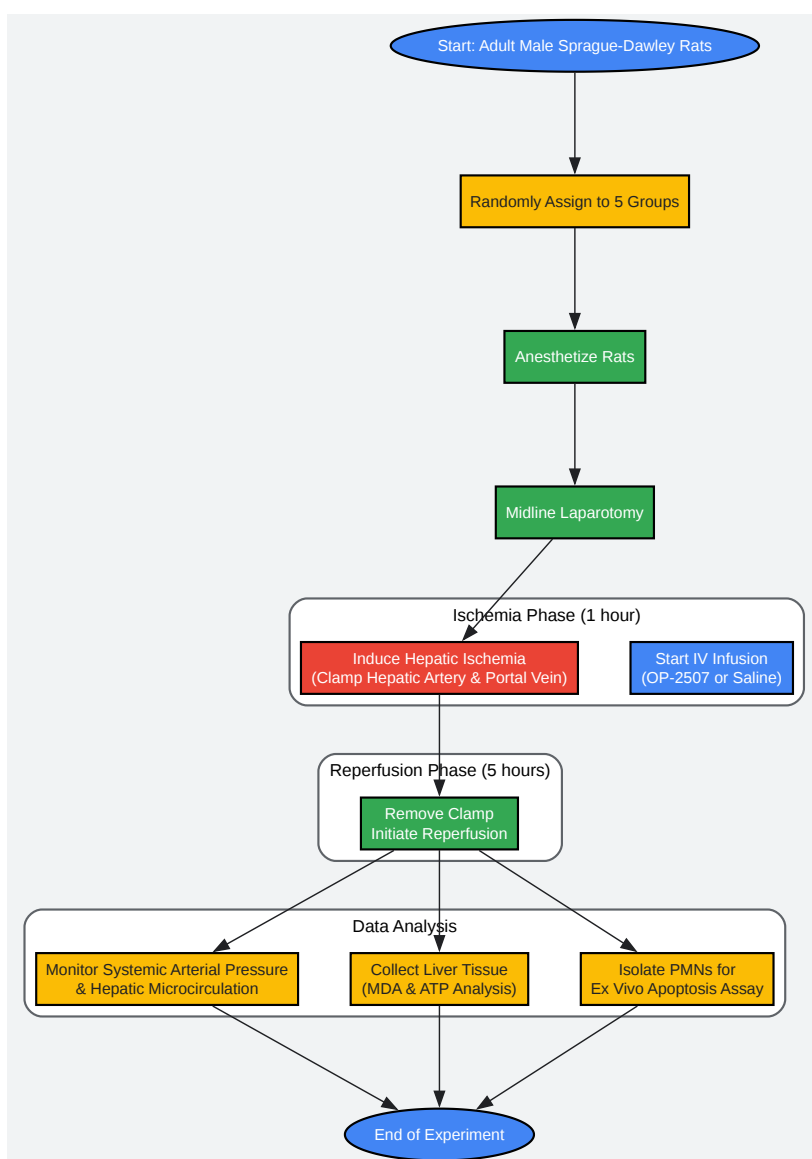 Start: Adult Male Sprague-Dawley Rats
Randomly Assign to 5 Groups
Anesthetize Rats
Midline Laparotomy
Ischemia Phase (1 hour)
Induce Hepatic Ischemia
(Clamp Hepatic Artery & Portal Vein)
Start IV Infusion
(OP-2507 or Saline)
Reperfusion Phase (5 hours)
Remove Clamp
Initiate Reperfusion
Data Analysis
Monitor Systemic Arterial Pressure
& Hepatic Microcirculation
Collect Liver Tissue
(MDA & ATP Analysis)
Isolate PMNs for
Ex Vivo Apoptosis Assay
End of Experiment